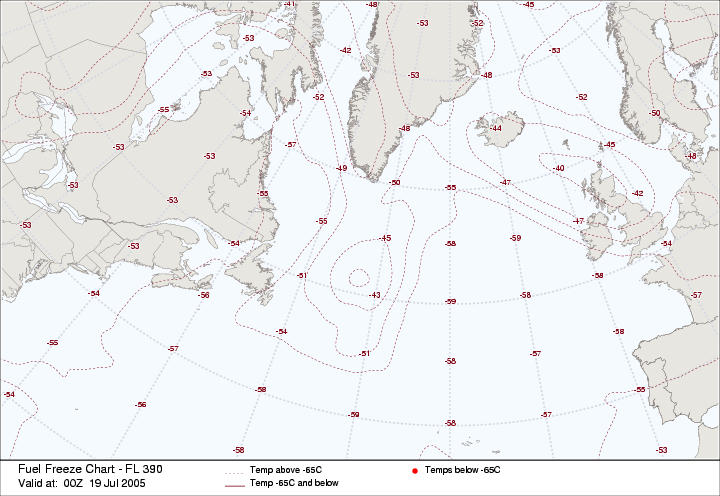 -41 -48 -45
-53 -52
-53 -42 -53
-53 -53 -48
-52 -52
-55 -54 -50
-48 -44
-53 -57 -45
-53 -48
-49 -40
-53 -50 -55 -47
-55 -42
-53
-53 -55 -47
-45 -59
-53 -54 -58 -54
-51 -58
-54 -56 -43 -59 -58 -57
-54 -58
-55 -57 -51 -58 -57
-54 -58 -55
-56 -59 -58 -57
-58 -53
Fuel Freeze Chart - FL 390
Valid at: 00Z 19 Jul 2005
Temp above -65C
Temp -65C and below
Temps below -65C